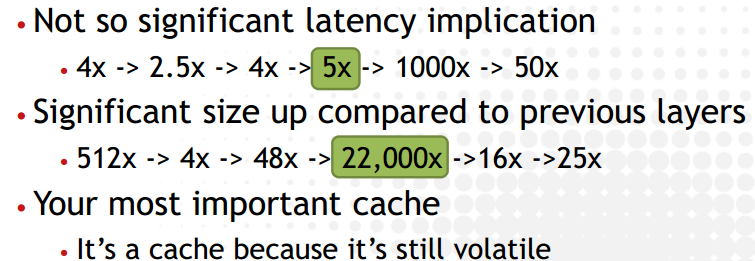 • Not so significant latency implication
• 4x -> 2.5x -> 4x -> 5x -> 1000x -> 50x
• Significant size up compared to previous layers
• 512x -> 4x -> 48x -> 22,000x ->16x ->25x
• Your most important cache
• It’s a cache because it’s still volatile